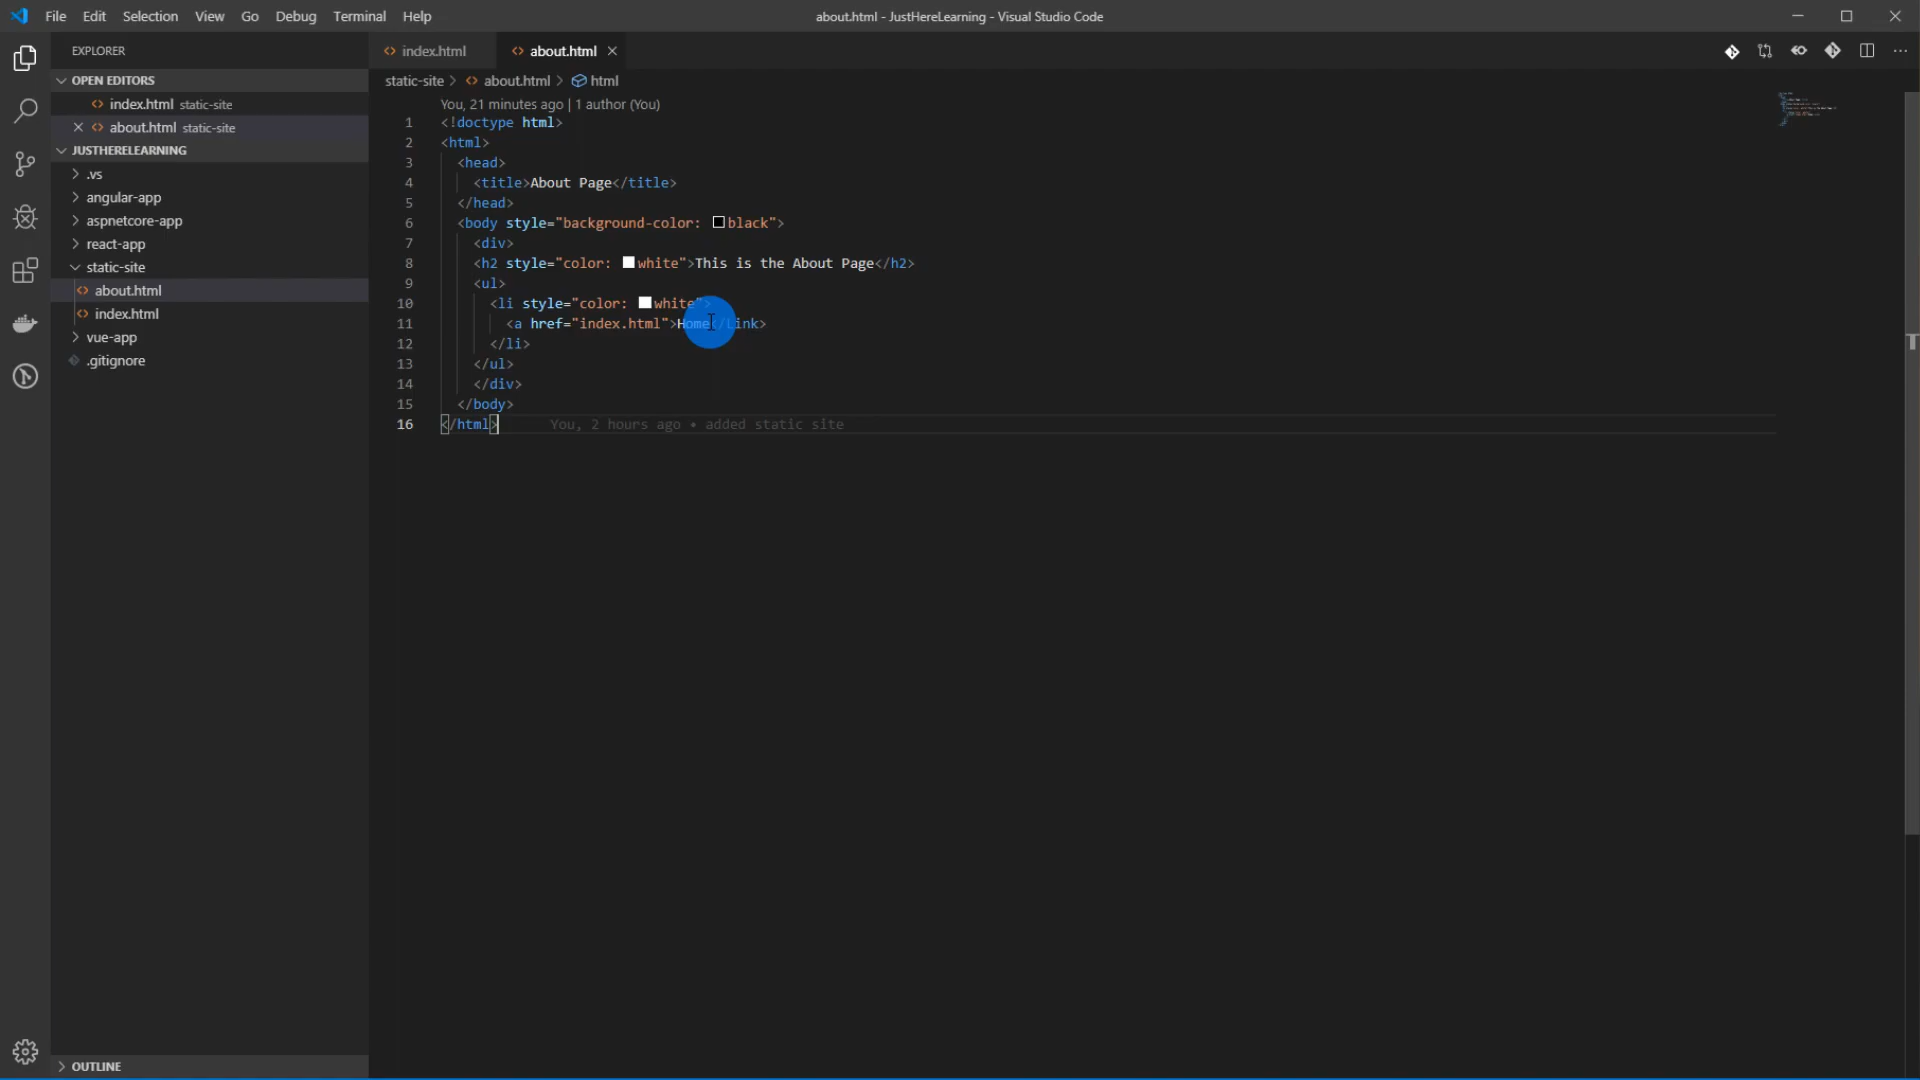 File Edit Selection View Go Debug Terminal Help
about.html - JustHereLearning - Visual Studio Code
EXPLORER
OPEN EDITORS
index.html static-site
about.html static-site
JUSTHERELEARNING
.vs
angular-app
aspnetcore-app
react-app
static-site
about.html
index.html
vue-app
.gitignore
OUTLINE
index.html
about.html
static-site > about.html > html
You, 21 minutes ago | 1 author (You)
1 <!doctype html>
2 <html>
3 <head>
4 <title>About Page</title>
5 </head>
6 <body style="background-color: black">
7 <div>
8 <h2 style="color: white">This is the About Page</h2>
9 <ul>
10 <li style="color: white">
11 <a href="index.html">Home</Link>
12 </li>
13 </ul>
14 </div>
15 </body>
16 </html> You, 2 hours ago • added static site